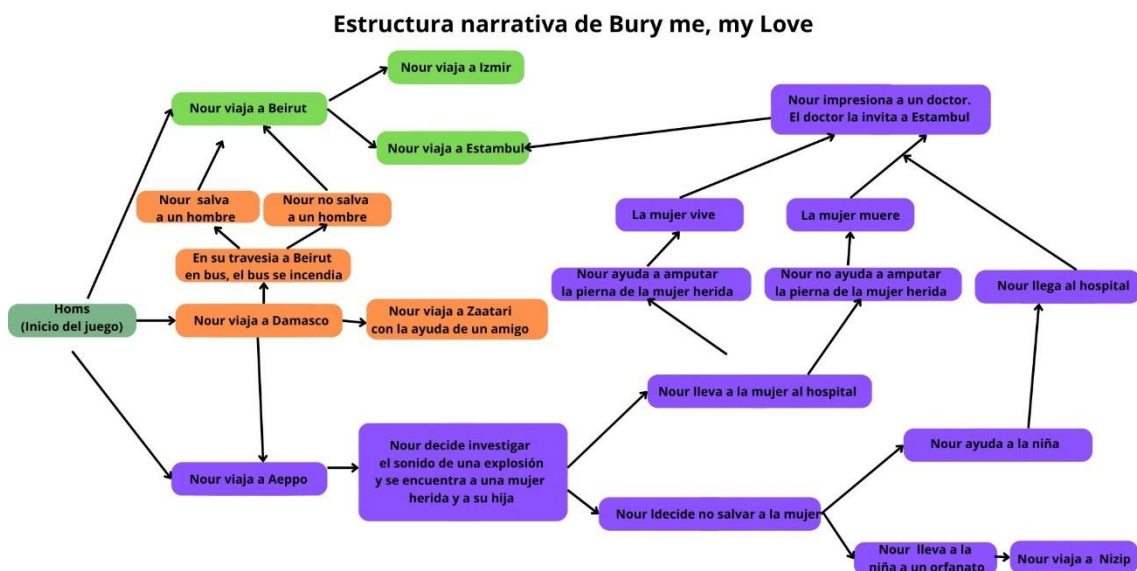 Estructura narrativa de Bury me, my Love
Nour viaja a Izmir
Nour viaja a Beirut
Nour impresiona a un doctor.
El doctor la invita a Estambul
Nour viaja a Estambul
Nour salva
a un hombre
Nour no salva
a un hombre
La mujer vive
La mujer muere
En su travesia a Beirut
en bus, el bus se incendia
Nour ayuda a amputar
la pierna de la mujer herida
Nour no ayuda a amputar
la pierna de la mujer herida
Nour llega al hospital
Homs
(Inicio del juego)
Nour viaja a Damasco
Nour viaja a Zaatari
con la ayuda de un amigo
Nour lleva a la mujer al hospital
Nour decide investigar
el sonido de una explosión
y se encuentra a una mujer
herida y a su hija
Nour ayuda a la niña
Nour viaja a Aeppo
Nour ldecide no salvar a la mujer
Nour lleva a la
niña a un orfanato
Nour viaja a Nizip